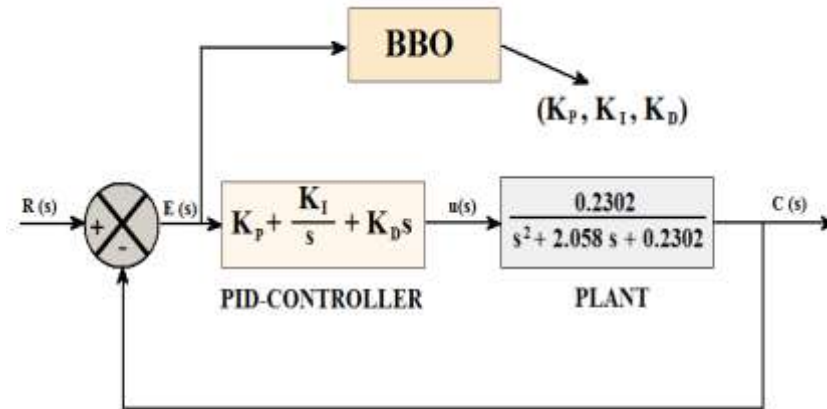 BBO
(K_P, K_I, K_D)
R (s)
+
-
E (s)
K_P + K_I/s + K_D s
u(s)
0.2302
s² + 2.058 s + 0.2302
C (s)
PID-CONTROLLER
PLANT